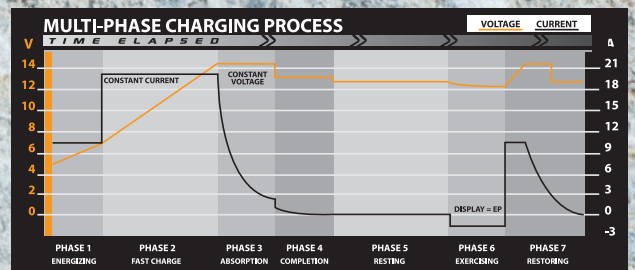 MULTI-PHASE CHARGING PROCESS
VOLTAGE CURRENT
V TIME ELAPSED A
14 21
12 18
10 15
8 12
6 9
4 6
2 3
0 0
-3
CONSTANT CURRENT
CONSTANT
VOLTAGE
DISPLAY = EP
PHASE 1 PHASE 2 PHASE 3 PHASE 4 PHASE 5 PHASE 6 PHASE 7
ENERGIZING FAST CHARGE ABSORPTION COMPLETION RESTING EXERCISING RESTORING